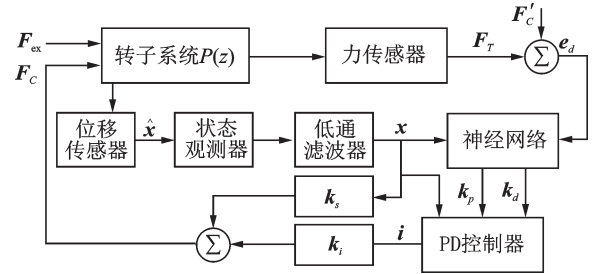 F'_C
F_ex
转子系统P(z)
力传感器
F_T
Σ
e_d
F_C
位移
传感器
x̂
状态
观测器
低通
滤波器
x
神经网络
k_s
k_p
k_d
Σ
k_i
i
PD控制器